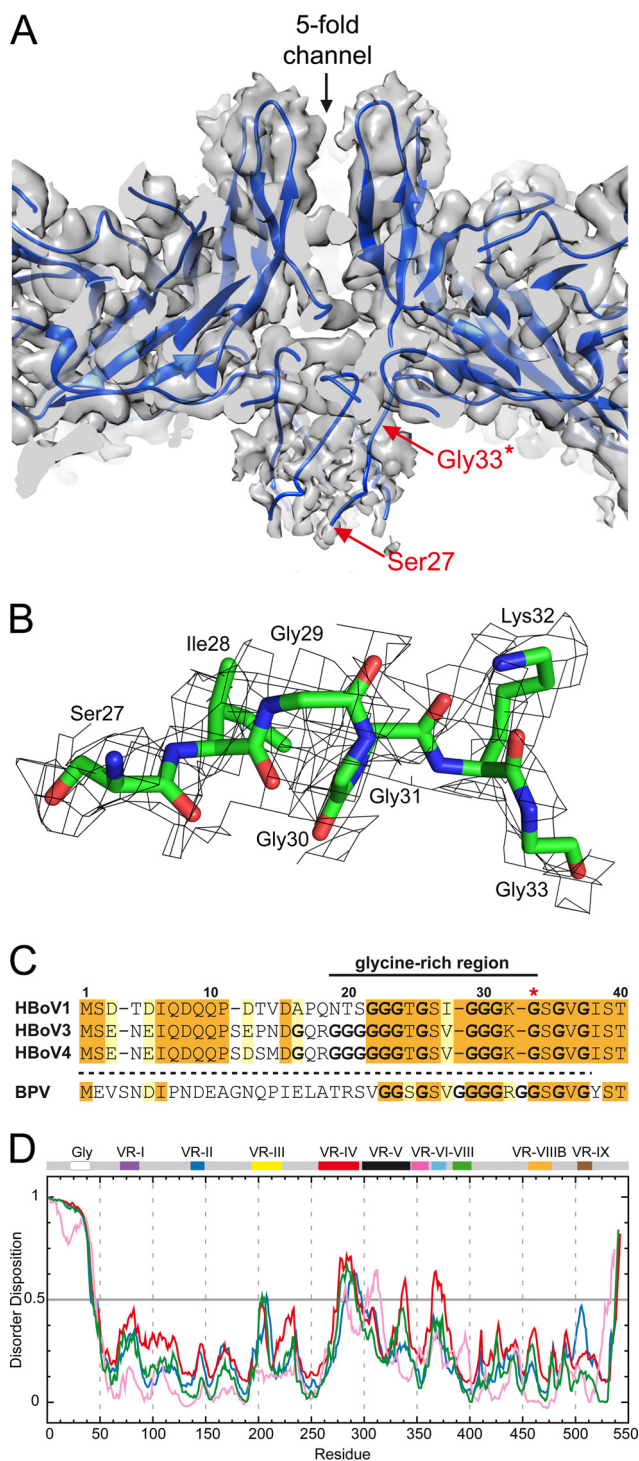 A
5-fold
channel
Gly33*
Ser27
B
Lys32
Gly29
Ile28
Ser27
Gly31
Gly30
Gly33
C
glycine-rich region
1 10 20 30 * 40
HBoV1 MSD-TDIQDQQP-DTVDAPQNTSGGGTGSI-GGGK-GSGVGIST
HBoV3 MSE-NEIQDQQPSEPNDGQRGGGGGGTGSV-GGGK-GSGVGIST
HBoV4 MSE-NDIQDQQPSDSMDGQRGGGGGGTGSV-GGGK-GSGVGIST
BPV MEVSNDIPNDEAGNQPIELATRSVGGSGSVGGGGRGGSGVGYST
D
Gly VR-I VR-II VR-III VR-IV VR-V VR-VI-VIII VR-VIIIB VR-IX
1
0.5
0
Disorder Disposition
0 50 100 150 200 250 300 350 400 450 500 550
Residue